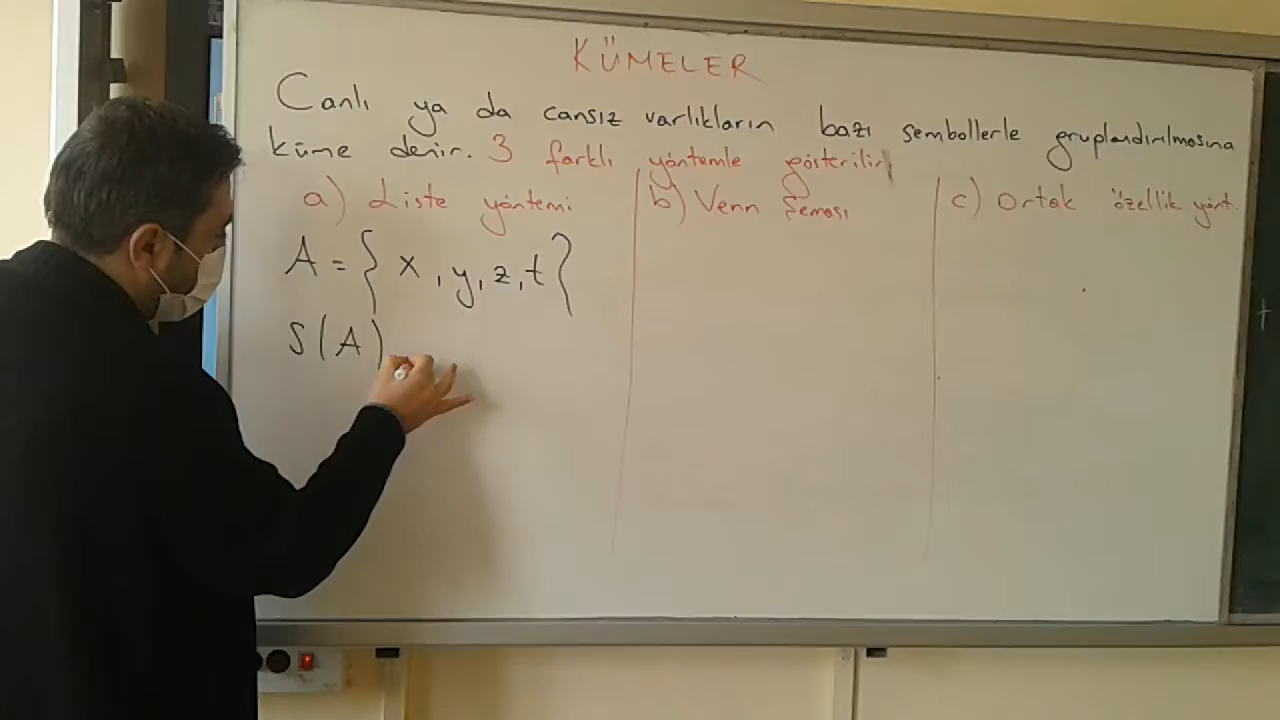 KÜMELER
Canlı ya da cansız varlıkların bazı sembollerle gruplandırılmasına
küme denir. 3 farklı yöntemle gösterilir
a) Liste yöntemi
A = { x, y, z, t }
S(A)
b) Venn Şeması
c) Ortak özellik yönt.